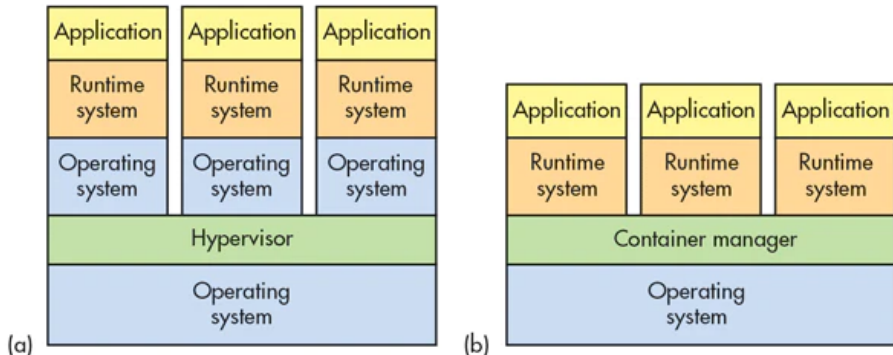 Application Application Application
Runtime system Runtime system Runtime system
Operating system Operating system Operating system
Hypervisor
Operating system
(a)
Application Application Application
Runtime system Runtime system Runtime system
Container manager
Operating system
(b)